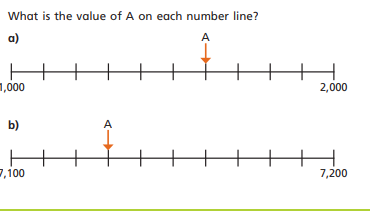 What is the value of A on each number line?
a) A
1,000 2,000
b) A
7,100 7,200